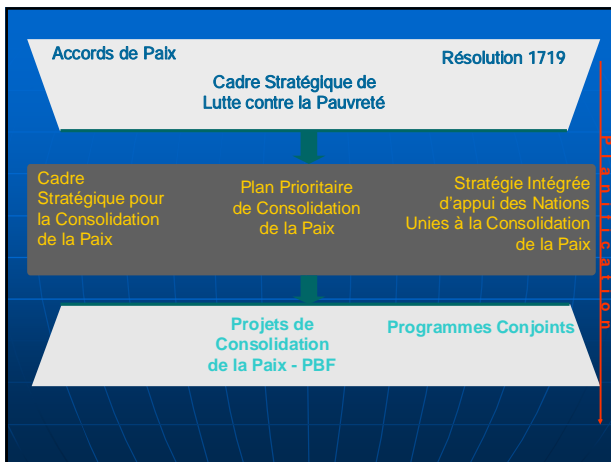 Accords de Paix
Résolution 1719
Cadre Stratégique de
Lutte contre la Pauvreté
Cadre
Stratégique pour
la Consolidation
de la Paix
Plan Prioritaire
de Consolidation
de la Paix
Stratégie Intégrée
d'appui des Nations
Unies à la Consolidation
de la Paix
Projets de
Consolidation
de la Paix - PBF
Programmes Conjoints
Planification